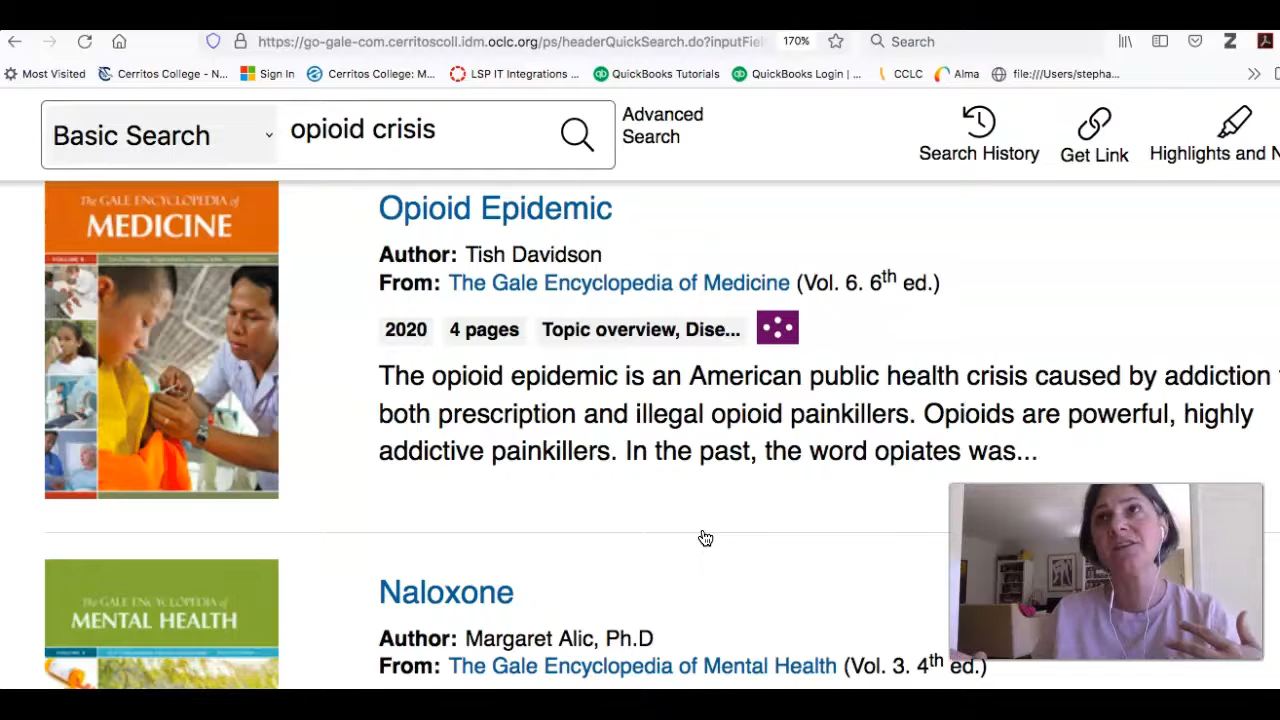 https://go-gale-com.cerritoscoll.idm.oclc.org/ps/headerQuickSearch.do?inputFiel
170%
Search
Most Visited
Cerritos College - N...
Sign In
Cerritos College: M...
LSP IT Integrations ...
QuickBooks Tutorials
QuickBooks Login | ...
CCLC
Alma
file:///Users/stepha...
Basic Search
opioid crisis
Advanced
Search
Search History
Get Link
Highlights and N
The GALE ENCYCLOPEDIA of
MEDICINE
Opioid Epidemic
Author: Tish Davidson
From: The Gale Encyclopedia of Medicine (Vol. 6. 6th ed.)
2020
4 pages
Topic overview, Dise...
The opioid epidemic is an American public health crisis caused by addiction
both prescription and illegal opioid painkillers. Opioids are powerful, highly
addictive painkillers. In the past, the word opiates was...
The GALE ENCYCLOPEDIA of
MENTAL HEALTH
Naloxone
Author: Margaret Alic, Ph.D
From: The Gale Encyclopedia of Mental Health (Vol. 3. 4th ed.)